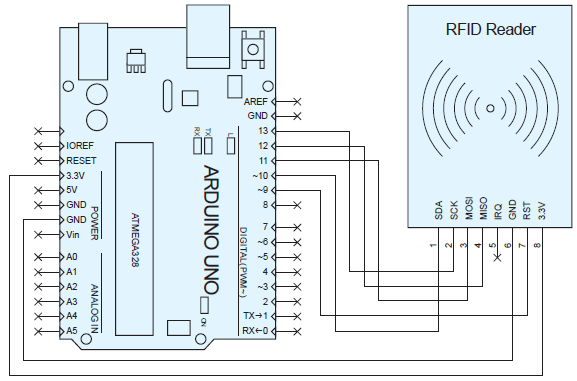 RFID Reader
AREF
GND
13
12
11
~10
~9
8
7
~6
~5
4
~3
2
TX→1
RX←0
IOREF
RESET
3.3V
5V
GND
GND
Vin
A0
A1
A2
A3
A4
A5
POWER
ANALOG IN
ATMEGA328
ARDUINO UNO
DIGITAL(PWM~)
RX
TX
L
ON
SDA
SCK
MOSI
MISO
IRQ
GND
RST
3.3V
1
2
3
4
5
6
7
8